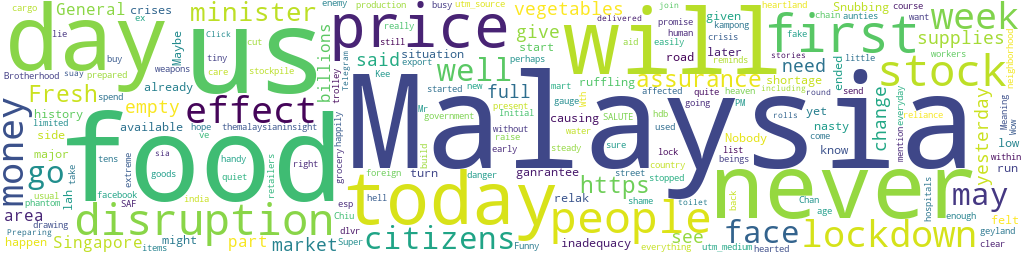 cargo General crises minister price vegetables given join promise heartland Snubbing course busy utm_source
day us will first week
ex enemy production really aid human aunties want
lie Click tiny Maybe billions still situation export give crisis kampong fake chain
buy weapons cut care said perhaps start road later stories delivered easily reminds supplies
Brotherhood suay prepared stockpile Telegram Kee well assurance need ended little workers
spend already trolley started new full ruffling shortage including round send stock
Fresh empty effect mart affected quite heaven PM neighborhood
money history limited available hope ve handy themalaysiainsight happily Mr gauge present SALUTE hdb used going rolls yet come change everyday reliance
food Malaysia never
side quiet government Initial water steady causing without raise early sure street Nobody beings nasty know mention Meaning Wow low
major tens sia goods right retailers grocery build turn danger country lock list within run
go lah take extreme facebook india foreign ganrantee stopped yesterday
usual phantom SAF esp hell relak shame toilet Chan age hospitals may
area drawing disruption Chiu today people https see back face lockdown enough felt
Preparing Singapore part might market dlvr citizens inadequacy everything hearted geyland
happen items Super Funny utm_medium clear